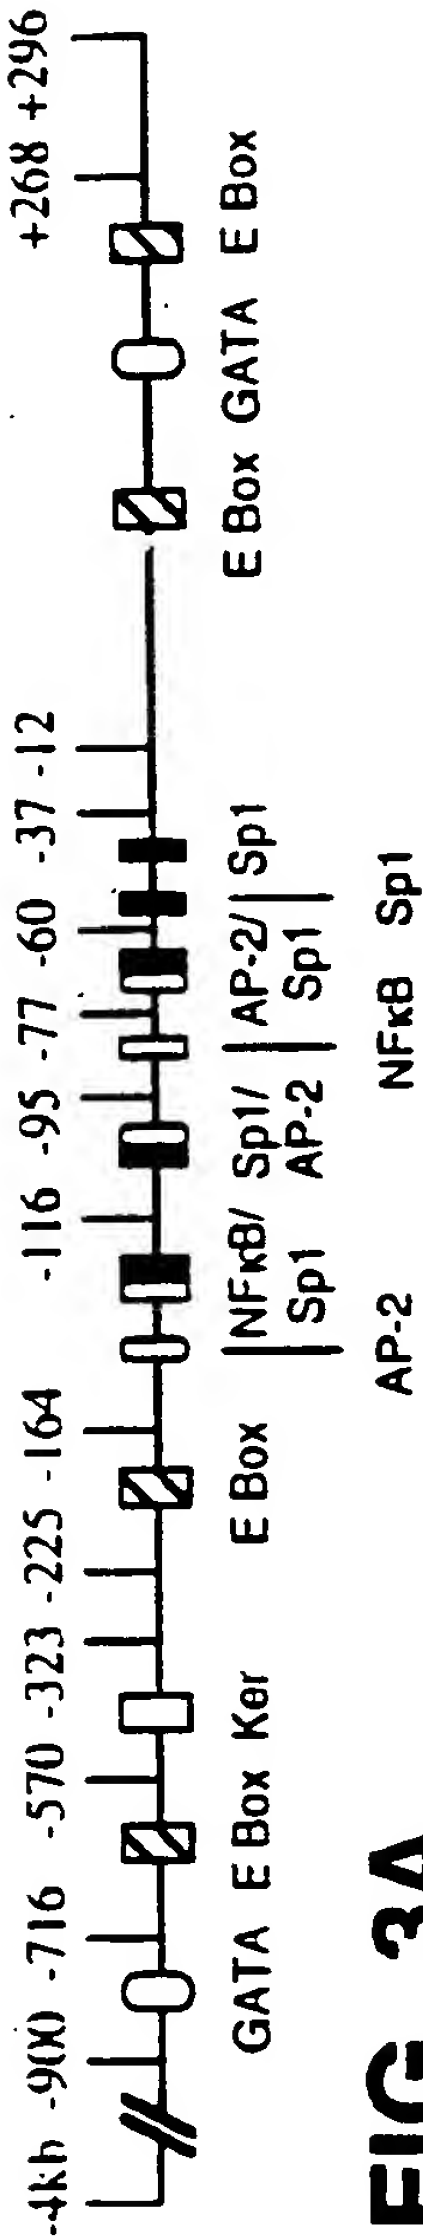 -4kb -900 -716 -570 -323 -225 -164 -116 -95 -77 -60 -37 -12 +268 +296
GATA E Box Ker E Box NFκB/ Sp1/ AP-2/ Sp1 E Box GATA E Box
Sp1 AP-2 Sp1
AP-2 NFκB Sp1
FIG. 3A